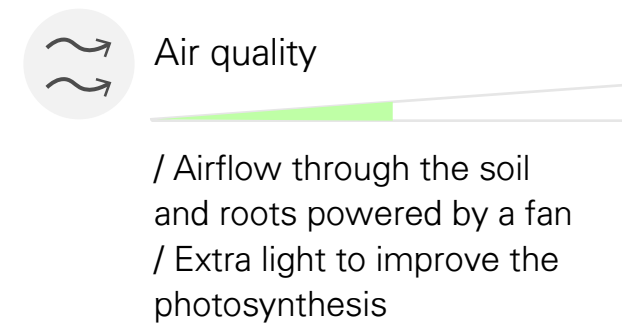 Air quality
/ Airflow through the soil
and roots powered by a fan
/ Extra light to improve the
photosynthesis